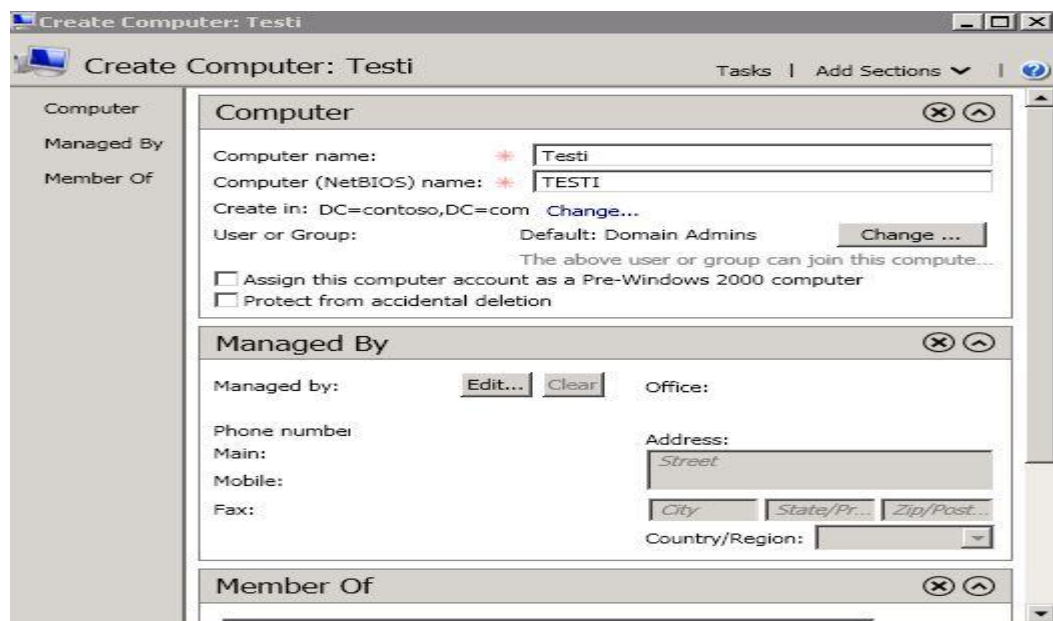 Create Computer: Testi
Create Computer: Testi
Tasks | Add Sections |
Computer
Managed By
Member Of
Computer
Computer name: * Testi
Computer (NetBIOS) name: * TESTI
Create in: DC=contoso,DC=com Change...
User or Group: Default: Domain Admins Change ...
The above user or group can join this compute...
Assign this computer account as a Pre-Windows 2000 computer
Protect from accidental deletion
Managed By
Managed by: Edit... Clear Office:
Phone number
Main:
Mobile:
Fax:
Address:
Street
City State/Pr... Zip/Post...
Country/Region:
Member Of